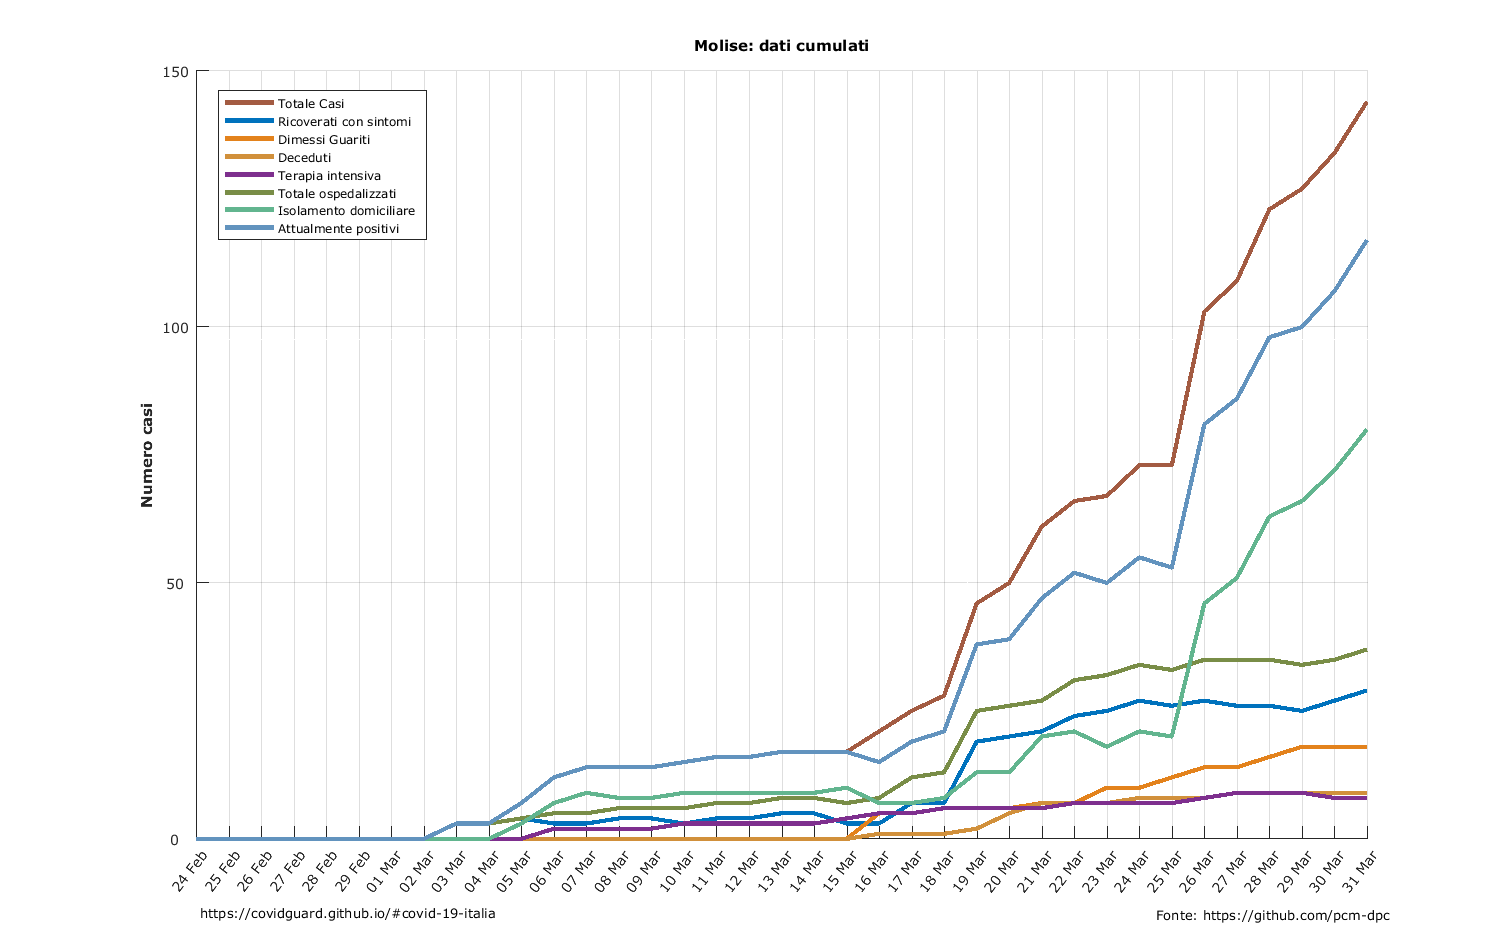 Molise: dati cumulati
150
100
50
0
Numero casi
Totale Casi
Ricoverati con sintomi
Dimessi Guariti
Deceduti
Terapia intensiva
Totale ospedalizzati
Isolamento domiciliare
Attualmente positivi
24 Feb
25 Feb
26 Feb
27 Feb
28 Feb
29 Feb
01 Mar
02 Mar
03 Mar
04 Mar
05 Mar
06 Mar
07 Mar
08 Mar
09 Mar
10 Mar
11 Mar
12 Mar
13 Mar
14 Mar
15 Mar
16 Mar
17 Mar
18 Mar
19 Mar
20 Mar
21 Mar
22 Mar
23 Mar
24 Mar
25 Mar
26 Mar
27 Mar
28 Mar
29 Mar
30 Mar
31 Mar
https://covidguard.github.io/#covid-19-italia
Fonte: https://github.com/pcm-dpc